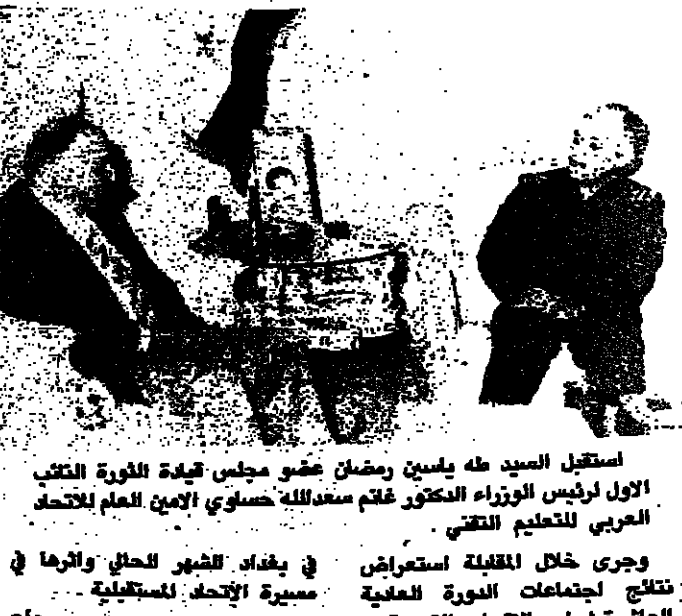 استقبل السيد طه ياسين رمضان عضو مجلس قيادة الثورة النائب
الاول لرئيس الوزراء الدكتور غانم سعدالله حساوي الامين العام للاتحاد
العربي للتعليم التقني .
وجرى خلال المقابلة استعراض
نتائج اجتماعات الدورة العادية
في بغداد الشهر الحالي واثرها في
مسيرة الإتحاد المستقبلية .